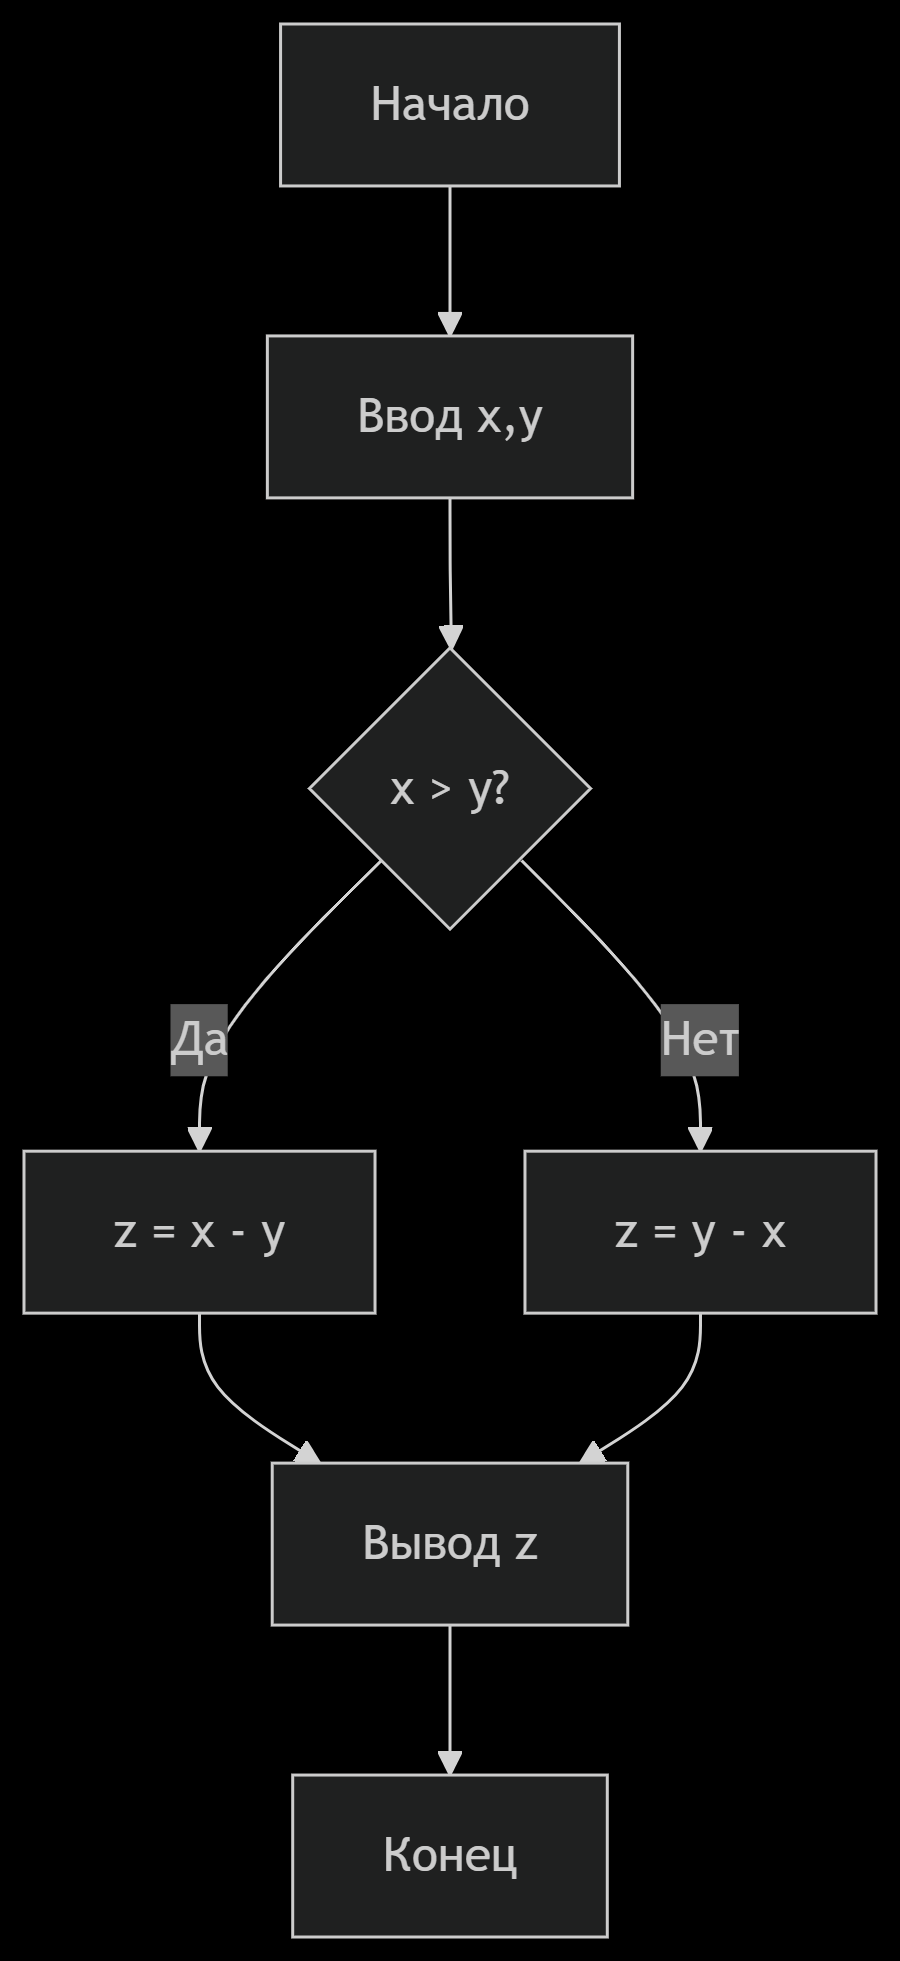 Начало
Ввод x,y
x > y?
Да
Нет
z = x - y
z = y - x
Вывод z
Конец